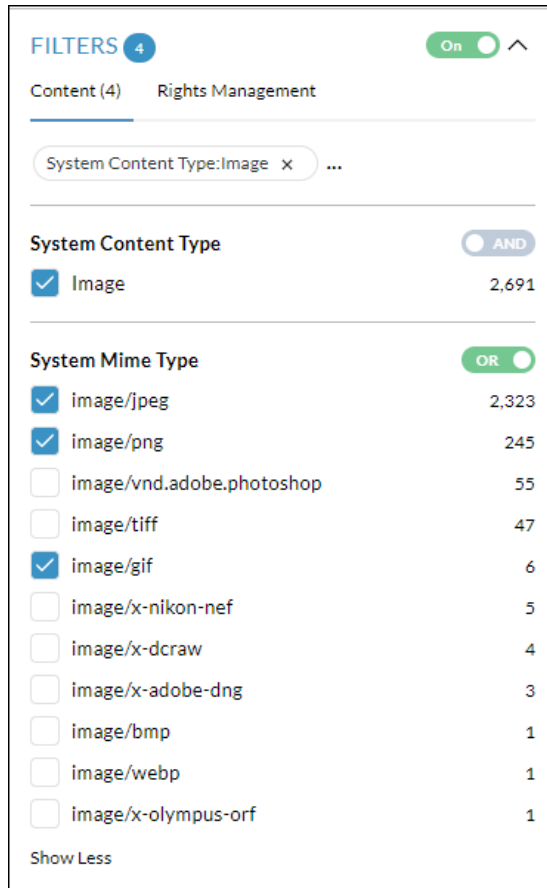 FILTERS 4 On
Content (4) Rights Management
System Content Type:Image × ...
System Content Type AND
Image 2,691
System Mime Type OR
image/jpeg 2,323
image/png 245
image/vnd.adobe.photoshop 55
image/tiff 47
image/gif 6
image/x-nikon-nef 5
image/x-dcraw 4
image/x-adobe-dng 3
image/bmp 1
image/webp 1
image/x-olympus-orf 1
Show Less